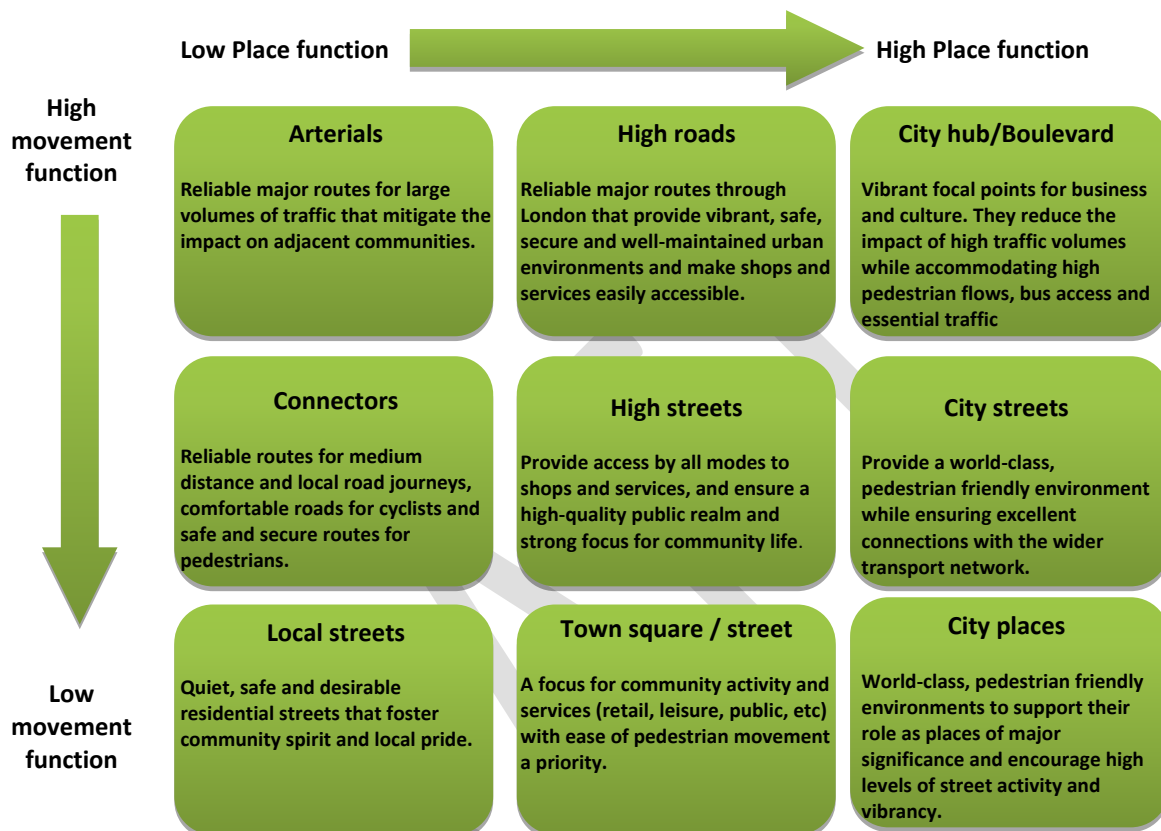 Low Place function
High Place function
High
movement
function
Arterials
Reliable major routes for large
volumes of traffic that mitigate the
impact on adjacent communities.
High roads
Reliable major routes through
London that provide vibrant, safe,
secure and well-maintained urban
environments and make shops and
services easily accessible.
City hub/Boulevard
Vibrant focal points for business
and culture. They reduce the
impact of high traffic volumes
while accommodating high
pedestrian flows, bus access and
essential traffic
Connectors
Reliable routes for medium
distance and local road journeys,
comfortable roads for cyclists and
safe and secure routes for
pedestrians.
High streets
Provide access by all modes to
shops and services, and ensure a
high-quality public realm and
strong focus for community life.
City streets
Provide a world-class,
pedestrian friendly environment
while ensuring excellent
connections with the wider
transport network.
Low
movement
function
Local streets
Quiet, safe and desirable
residential streets that foster
community spirit and local pride.
Town square / street
A focus for community activity and
services (retail, leisure, public, etc)
with ease of pedestrian movement
a priority.
City places
World-class, pedestrian friendly
environments to support their
role as places of major
significance and encourage high
levels of street activity and
vibrancy.